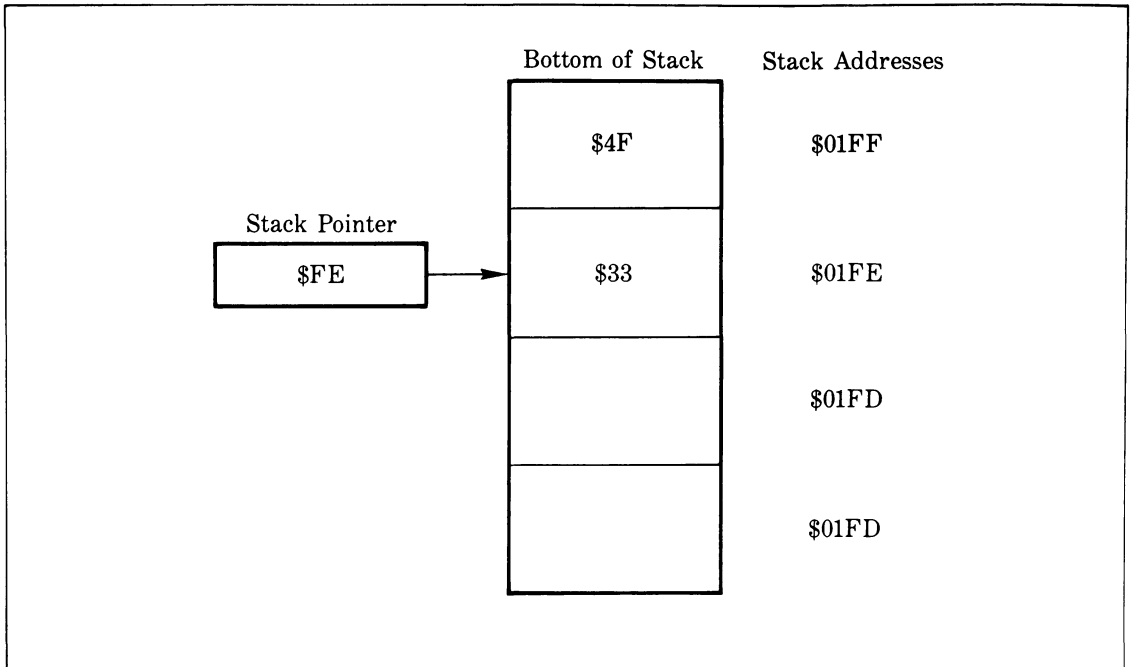 Bottom of Stack Stack Addresses
$4F $01FF
Stack Pointer
$FE $33 $01FE
$01FD
$01FD